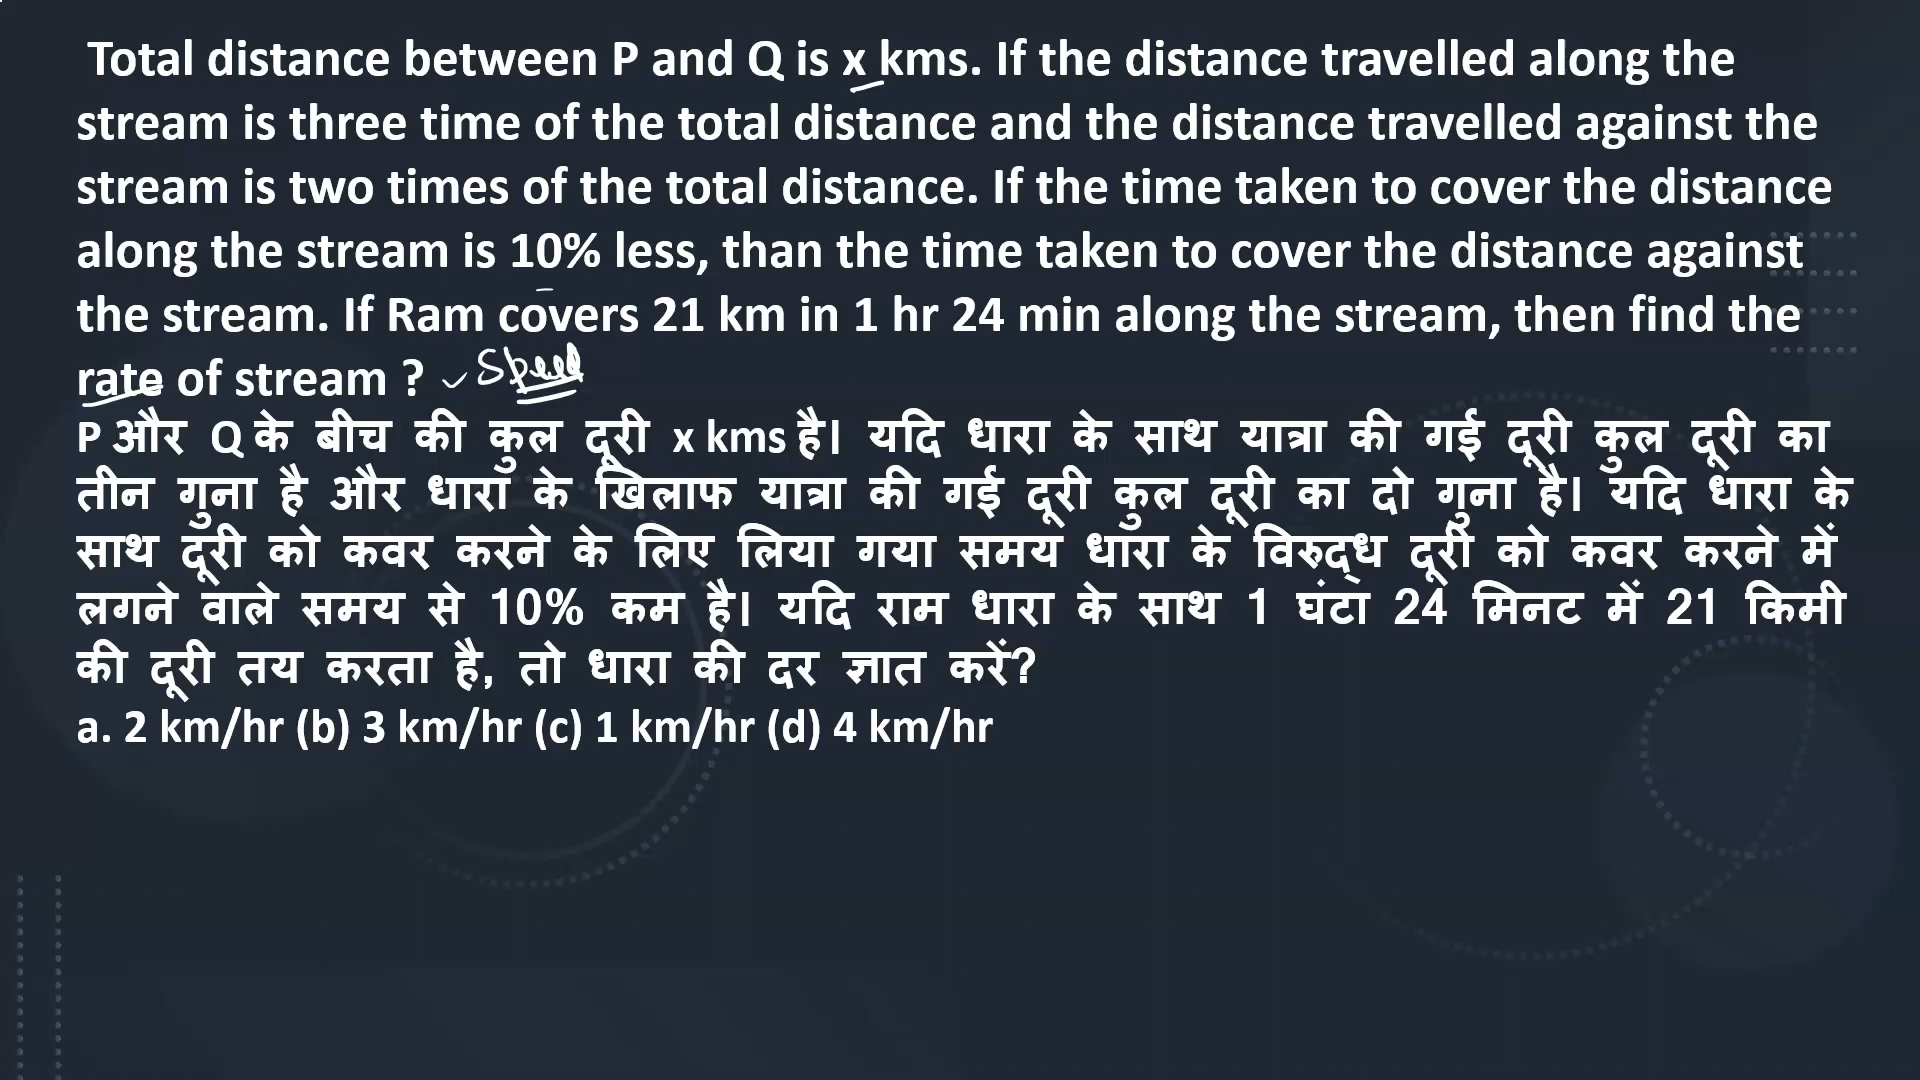 Total distance between P and Q is x kms. If the distance travelled along the
stream is three time of the total distance and the distance travelled against the
stream is two times of the total distance. If the time taken to cover the distance
along the stream is 10% less, than the time taken to cover the distance against
the stream. If Ram covers 21 km in 1 hr 24 min along the stream, then find the
rate of stream ? ✓ Speed
P और Q के बीच की कुल दूरी x kms है। यदि धारा के साथ यात्रा की गई दूरी कुल दूरी का
तीन गुना है और धारा के खिलाफ यात्रा की गई दूरी कुल दूरी का दो गुना है। यदि धारा के
साथ दूरी को कवर करने के लिए लिया गया समय धारा के विरुद्ध दूरी को कवर करने में
लगने वाले समय से 10% कम है। यदि राम धारा के साथ 1 घंटा 24 मिनट में 21 किमी
की दूरी तय करता है, तो धारा की दर ज्ञात करें?
a. 2 km/hr (b) 3 km/hr (c) 1 km/hr (d) 4 km/hr